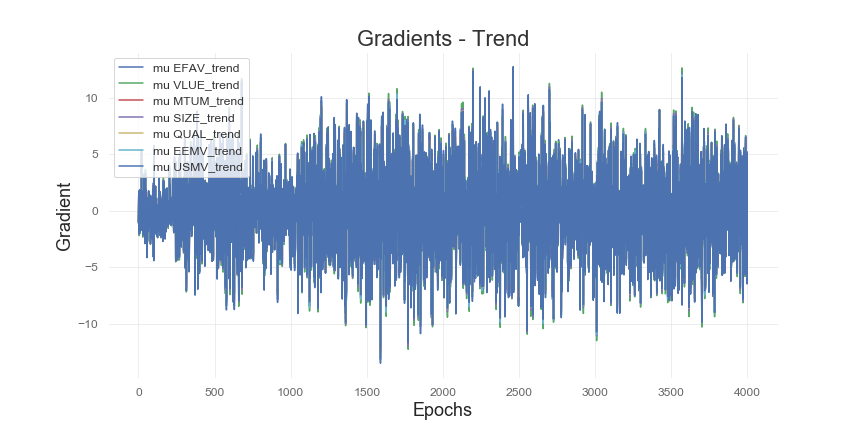 Gradients - Trend
mu EFAV_trend
mu VLUE_trend
mu MTUM_trend
mu SIZE_trend
mu QUAL_trend
mu EEMV_trend
mu USMV_trend
Gradient
10
5
0
−5
−10
0 500 1000 1500 2000 2500 3000 3500 4000
Epochs